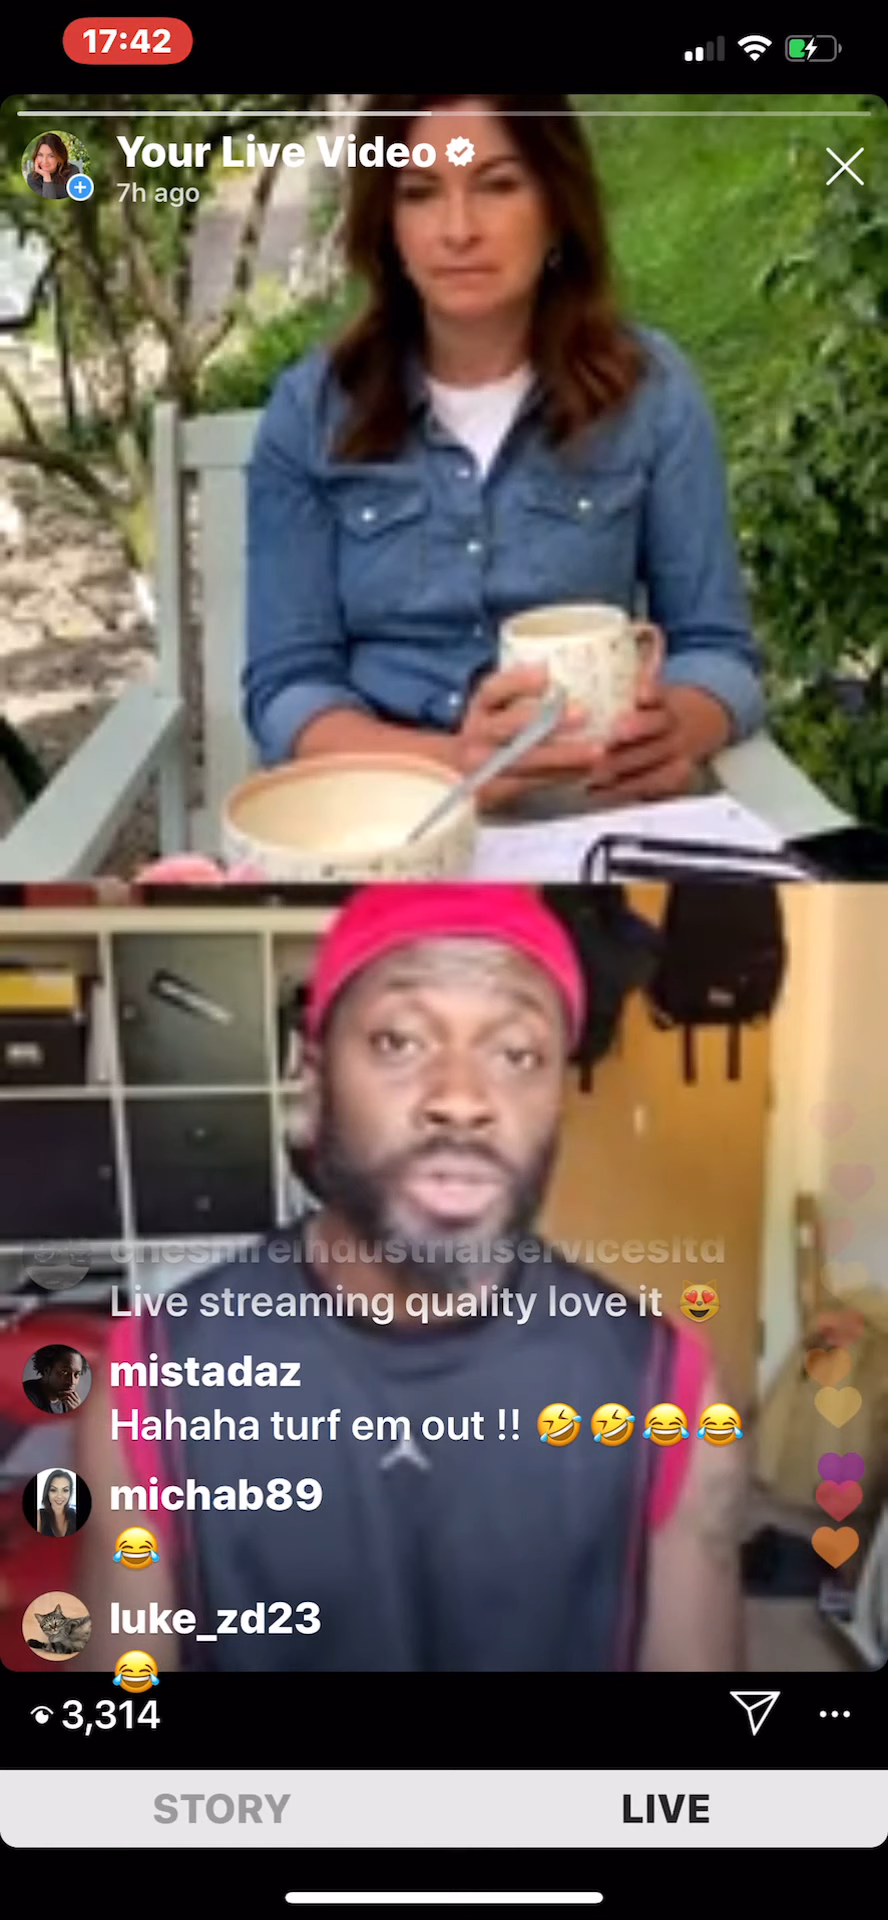 17:42
Your Live Video
7h ago
cheshireindustrialservicesltd
Live streaming quality love it 😻
mistadaz
Hahaha turf em out !! 🤣🤣😂😂
michab89
😂
luke_zd23
😂
3,314
STORY
LIVE